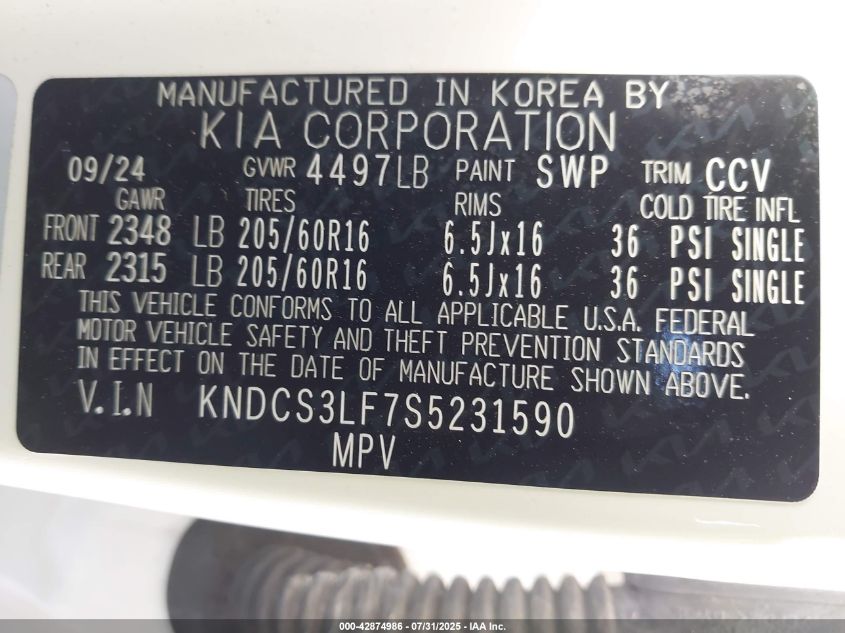 MANUFACTURED IN KOREA BY
KIA CORPORATION
09/24 GVWR 4497LB PAINT SWP TRIM CCV
GAWR TIRES RIMS COLD TIRE INFL
FRONT 2348 LB 205/60R16 6.5Jx16 36 PSI SINGLE
REAR 2315 LB 205/60R16 6.5Jx16 36 PSI SINGLE
THIS VEHICLE CONFORMS TO ALL APPLICABLE U.S.A. FEDERAL
MOTOR VEHICLE SAFETY AND THEFT PREVENTION STANDARDS
IN EFFECT ON THE DATE OF MANUFACTURE SHOWN ABOVE.
V.I.N KNDCS3LF7S5231590
MPV
000-42874986 - 07/31/2025 - IAA Inc.